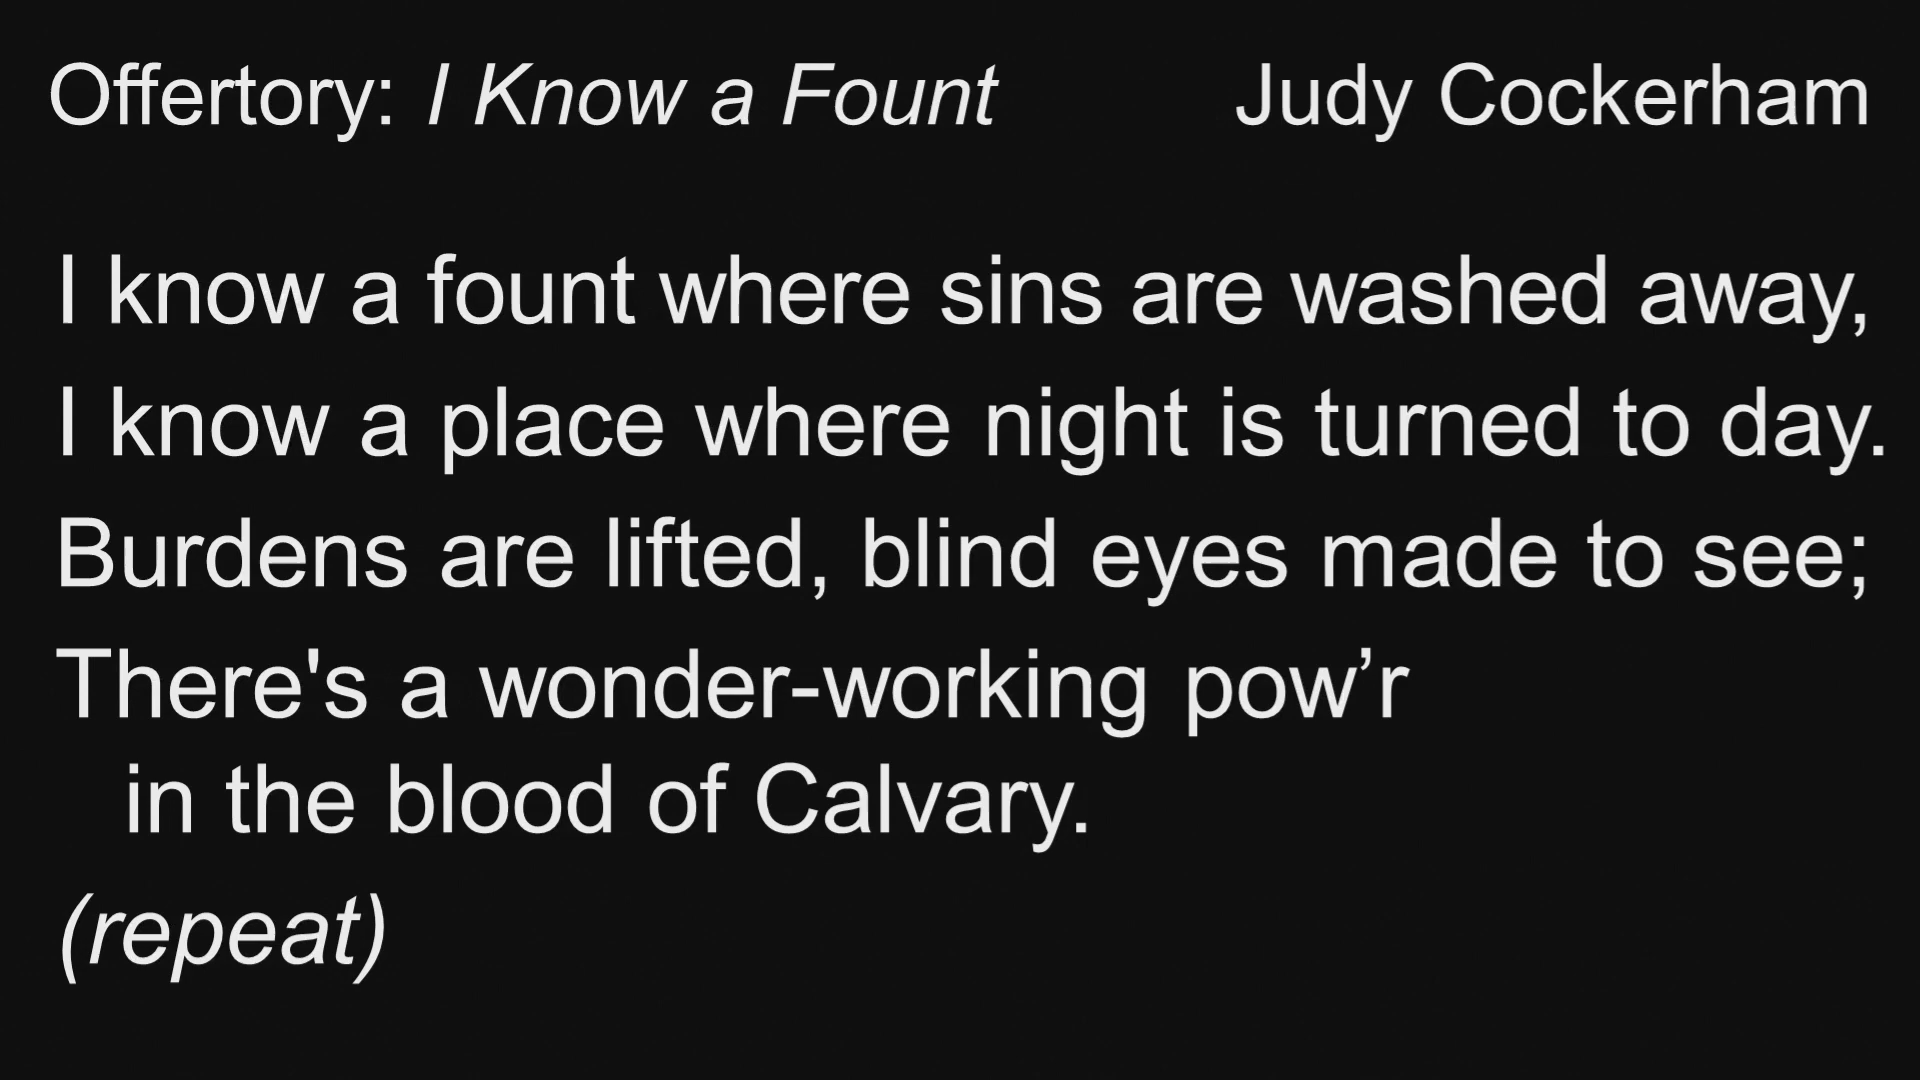 Offertory: I Know a Fount Judy Cockerham
I know a fount where sins are washed away,
I know a place where night is turned to day.
Burdens are lifted, blind eyes made to see;
There's a wonder-working pow’r
in the blood of Calvary.
(repeat)